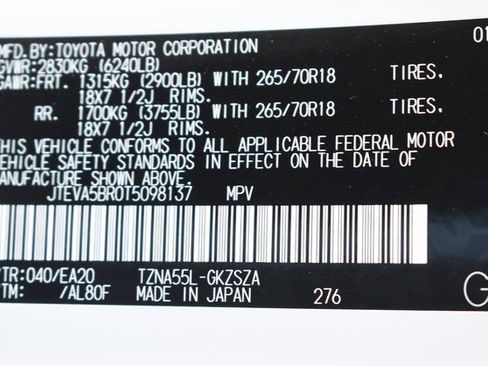 MFD.BY:TOYOTA MOTOR CORPORATION 01
GVWR:2830KG (6240LB)
GAWR:FRT. 1315KG (2900LB) WITH 265/70R18 TIRES,
18X7 1/2J RIMS.
RR. 1700KG (3755LB) WITH 265/70R18 TIRES,
18X7 1/2J RIMS.
THIS VEHICLE CONFORMS TO ALL APPLICABLE FEDERAL MOTOR
VEHICLE SAFETY STANDARDS IN EFFECT ON THE DATE OF
MANUFACTURE SHOWN ABOVE.
JTEVA5BR0T5098137 MPV
TR:040/EA20 TZNA55L-GKZSZA
TM: /AL80F MADE IN JAPAN 276 G